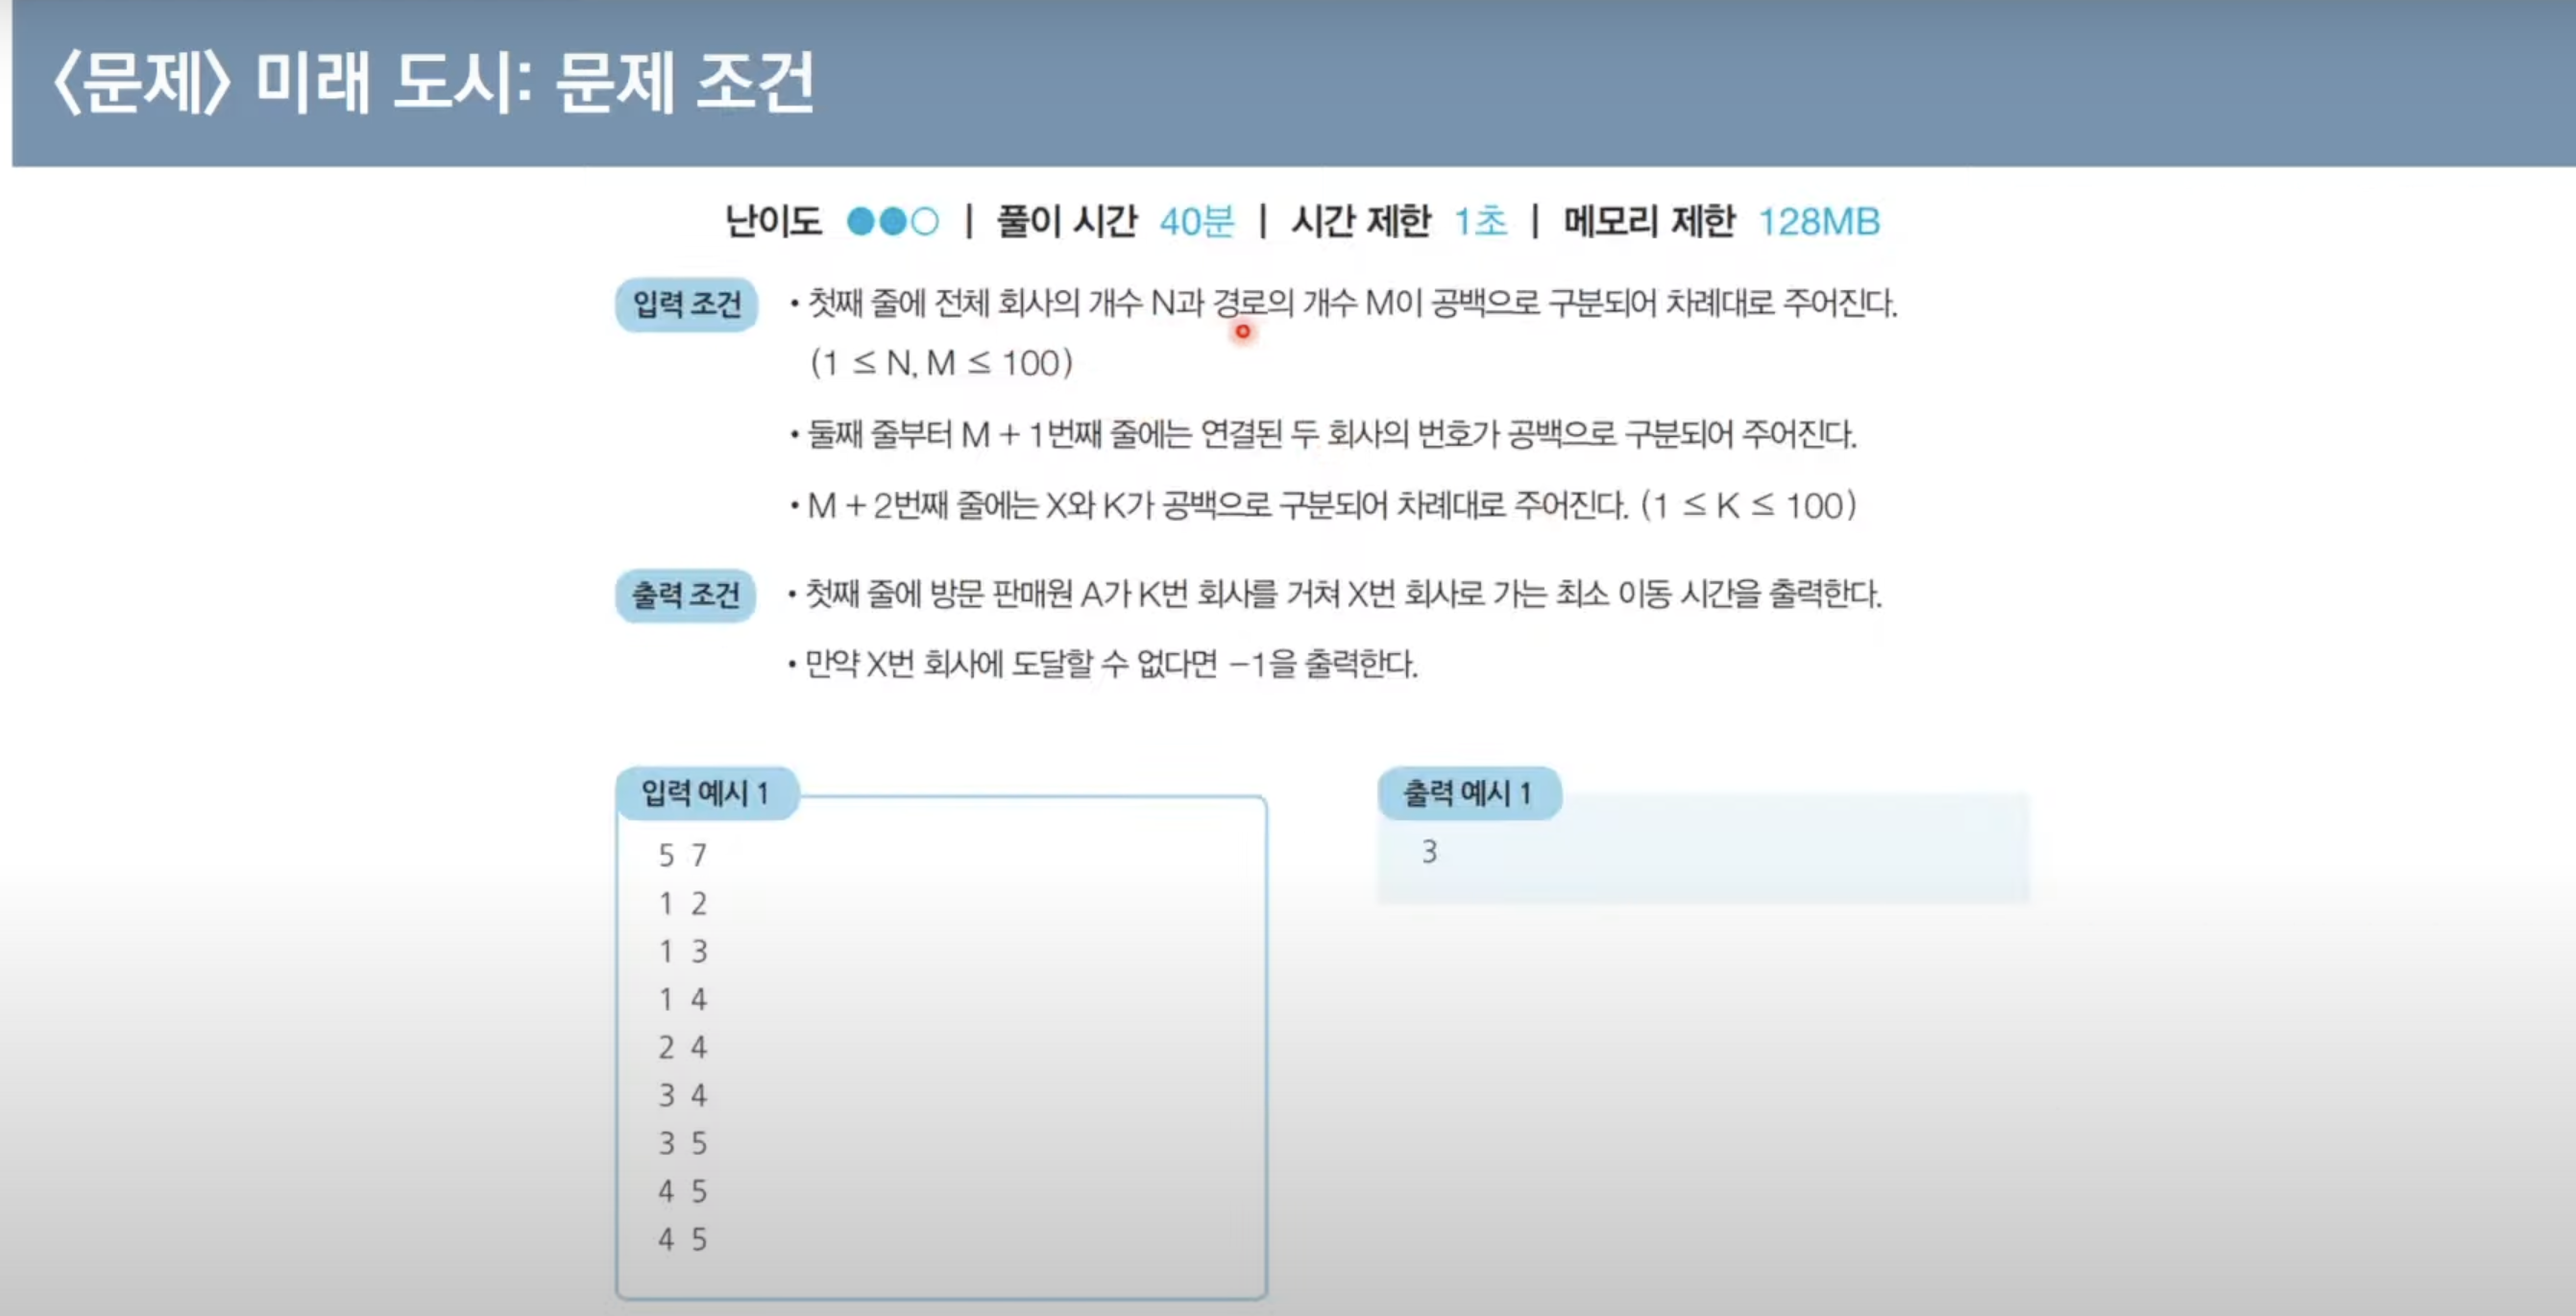 〈문제〉 미래 도시: 문제 조건
난이도 ●●○ | 풀이 시간 40분 | 시간 제한 1초 | 메모리 제한 128MB
입력 조건
• 첫째 줄에 전체 회사의 개수 N과 경로의 개수 M이 공백으로 구분되어 차례대로 주어진다.
(1 ≤ N, M ≤ 100)
• 둘째 줄부터 M + 1번째 줄에는 연결된 두 회사의 번호가 공백으로 구분되어 주어진다.
• M + 2번째 줄에는 X와 K가 공백으로 구분되어 차례대로 주어진다. (1 ≤ K ≤ 100)
출력 조건
• 첫째 줄에 방문 판매원 A가 K번 회사를 거쳐 X번 회사로 가는 최소 이동 시간을 출력한다.
• 만약 X번 회사에 도달할 수 없다면 −1을 출력한다.
입력 예시 1
5 7
1 2
1 3
1 4
2 4
3 4
3 5
4 5
4 5
출력 예시 1
3